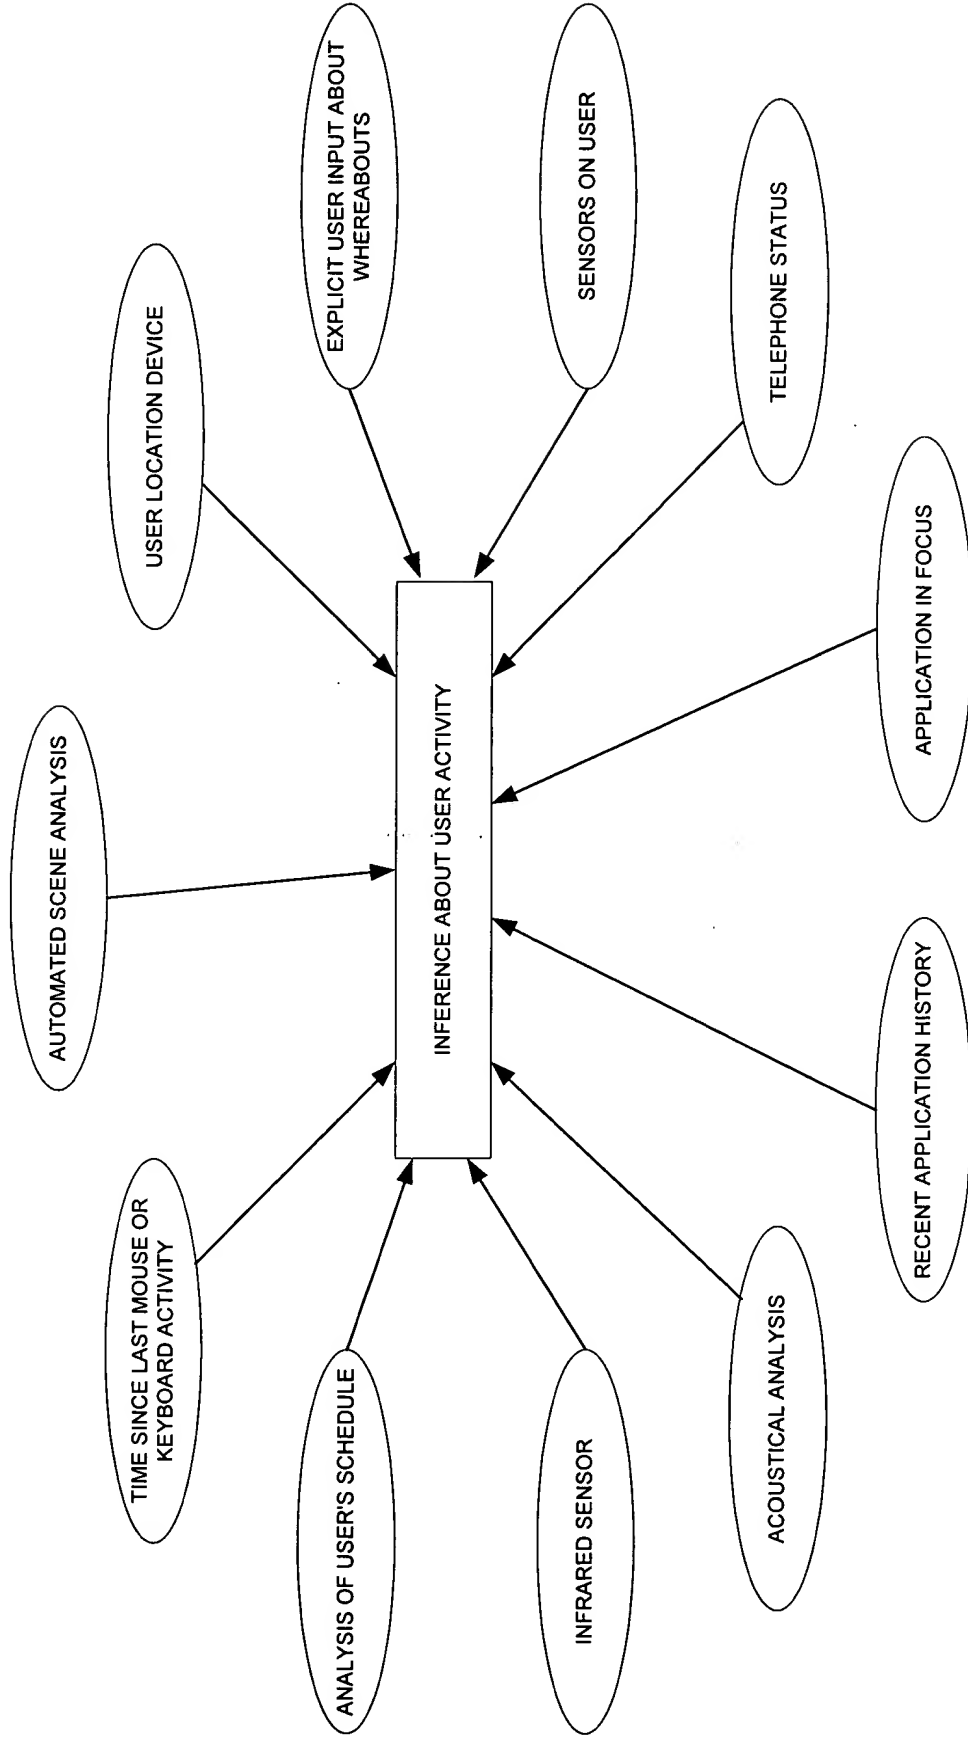 AUTOMATED SCENE ANALYSIS
TIME SINCE LAST MOUSE OR
KEYBOARD ACTIVITY
USER LOCATION DEVICE
ANALYSIS OF USER'S SCHEDULE
EXPLICIT USER INPUT ABOUT
WHEREABOUTS
INFERENCE ABOUT USER ACTIVITY
INFRARED SENSOR
SENSORS ON USER
ACOUSTICAL ANALYSIS
TELEPHONE STATUS
RECENT APPLICATION HISTORY
APPLICATION IN FOCUS